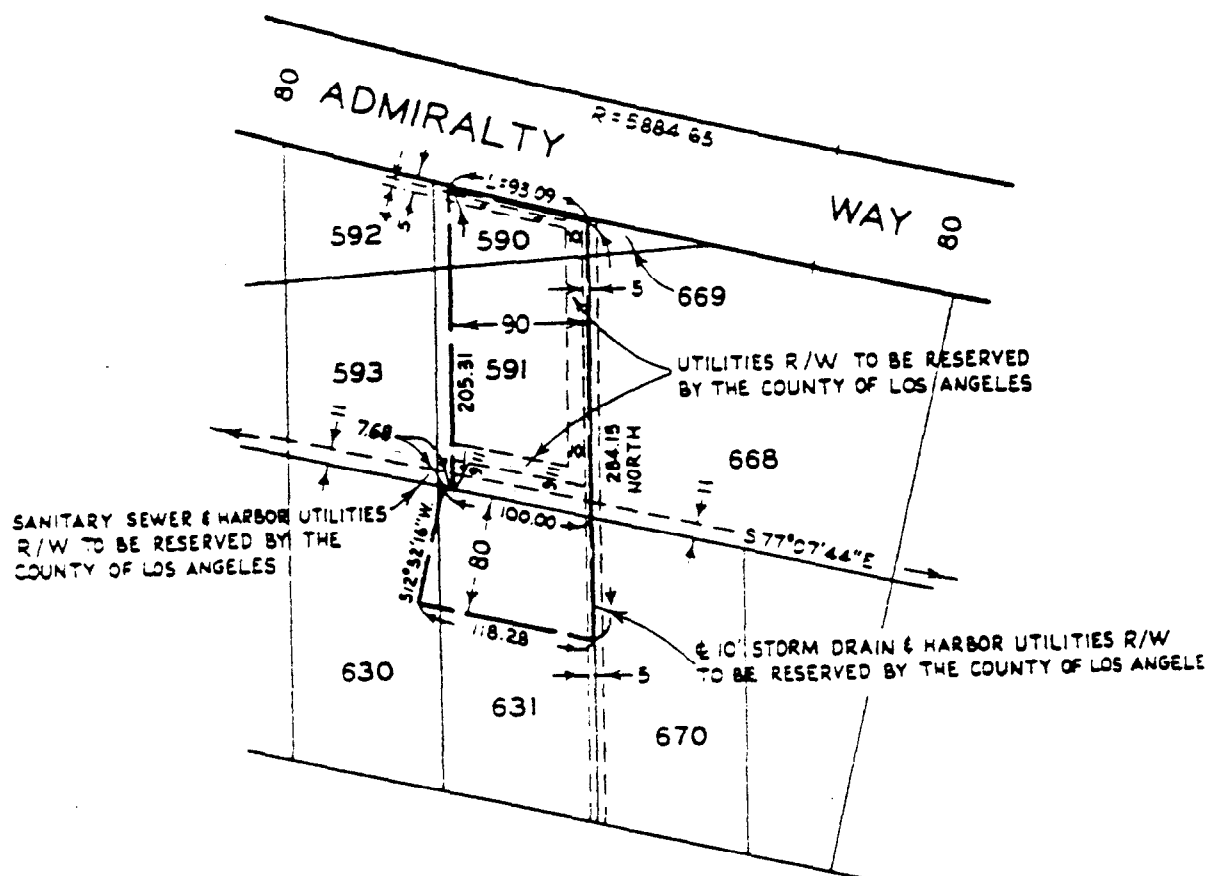 80 ADMIRALTY WAY 80
R=5884.65
L=93.09
4
5
592
590
669
5
90
593
591
205.31
UTILITIES R/W TO BE RESERVED
BY THE COUNTY OF LOS ANGELES
11
7.68
284.15
NORTH
668
11
SANITARY SEWER & HARBOR UTILITIES
R/W TO BE RESERVED BY THE
COUNTY OF LOS ANGELES
100.00
S 77°07'44"E
S12°52'16"W.
80
118.28
℄ 10' STORM DRAIN & HARBOR UTILITIES R/W
TO BE RESERVED BY THE COUNTY OF LOS ANGELE
5
630
631
670